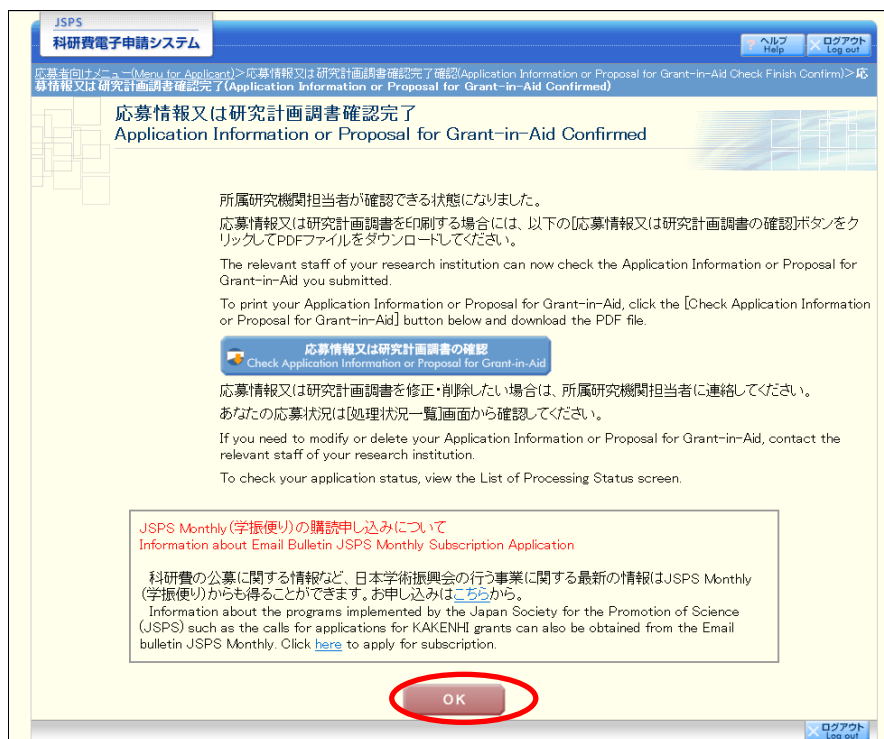 JSPS
科研費電子申請システム
? ヘルプ
Help
× ログアウト
Log out
応募者向けメニュー(Menu for Applicant)>応募情報又は研究計画調書確認完了確認(Application Information or Proposal for Grant-in-Aid Check Finish Confirm)>応
募情報又は研究計画調書確認完了(Application Information or Proposal for Grant-in-Aid Confirmed)
応募情報又は研究計画調書確認完了
Application Information or Proposal for Grant-in-Aid Confirmed
所属研究機関担当者が確認できる状態になりました。
応募情報又は研究計画調書を印刷する場合には、以下の[応募情報又は研究計画調書の確認]ボタンをク
リックしてPDFファイルをダウンロードしてください。
The relevant staff of your research institution can now check the Application Information or Proposal for
Grant-in-Aid you submitted.
To print your Application Information or Proposal for Grant-in-Aid, click the [Check Application Information
or Proposal for Grant-in-Aid] button below and download the PDF file.
応募情報又は研究計画調書の確認
Check Application Information or Proposal for Grant-in-Aid
応募情報又は研究計画調書を修正・削除したい場合は、所属研究機関担当者に連絡してください。
あなたの応募状況は[処理状況一覧]画面から確認してください。
If you need to modify or delete your Application Information or Proposal for Grant-in-Aid, contact the
relevant staff of your research institution.
To check your application status, view the List of Processing Status screen.
JSPS Monthly(学振便り)の購読申し込みについて
Information about Email Bulletin JSPS Monthly Subscription Application
科研費の公募に関する情報など、日本学術振興会の行う事業に関する最新の情報はJSPS Monthly
(学振便り)からも得ることができます。お申し込みはこちらから。
Information about the programs implemented by the Japan Society for the Promotion of Science
(JSPS) such as the calls for applications for KAKENHI grants can also be obtained from the Email
bulletin JSPS Monthly. Click here to apply for subscription.
OK
× ログアウト
Log out